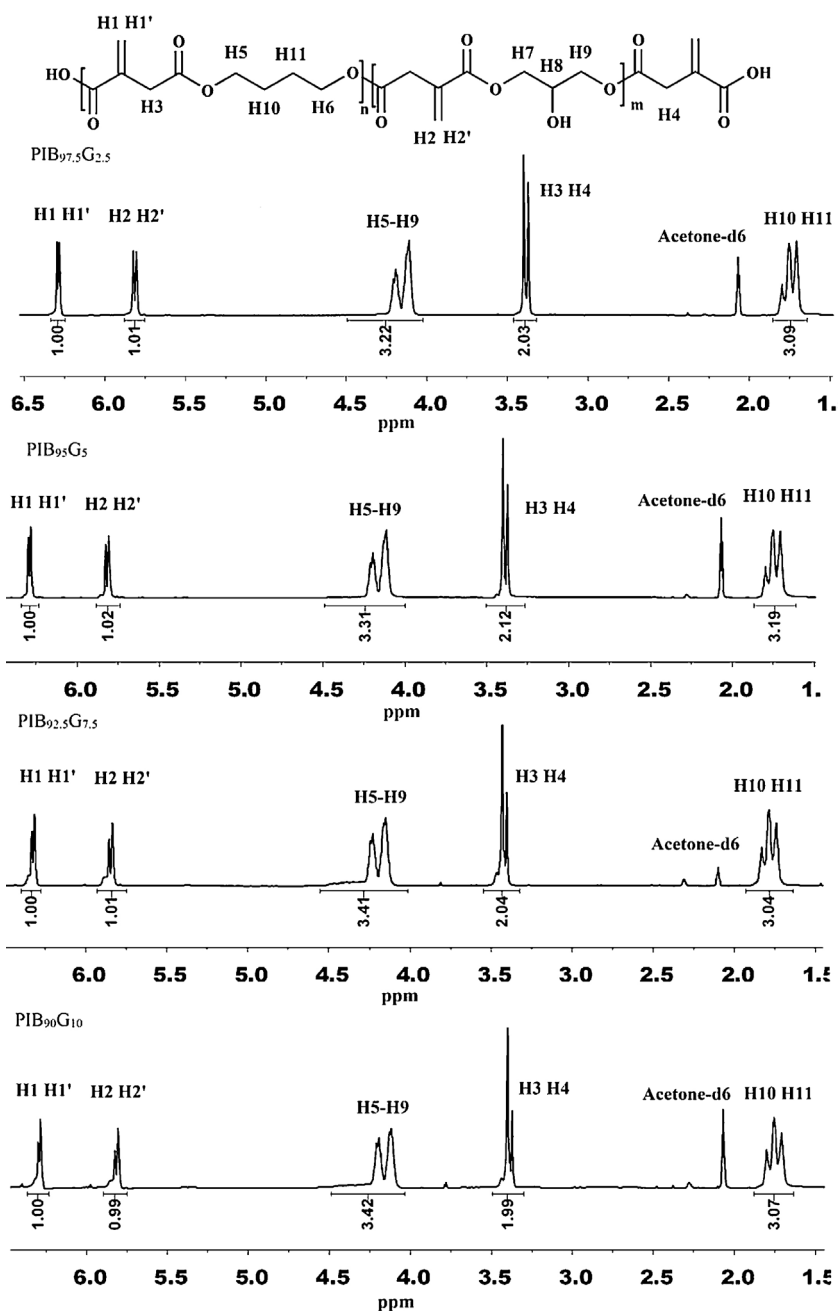 H1 H1'
O
H5
H11
O
O
H7
H8
H9
O
HO
[
O
O
H3
H10
H6
]n[
O
O
OH
]m
O
H4
O
OH
H2 H2'
PIB97.5G2.5
H1 H1' H2 H2' H5-H9 H3 H4 Acetone-d6 H10 H11
1.00 1.01 3.22 2.03 3.09
6.5 6.0 5.5 5.0 4.5 4.0 3.5 3.0 2.5 2.0 1.
ppm
PIB95G5
H1 H1' H2 H2' H5-H9 H3 H4 Acetone-d6 H10 H11
1.00 1.02 3.31 2.12 3.19
6.0 5.5 5.0 4.5 4.0 3.5 3.0 2.5 2.0 1.
ppm
PIB92.5G7.5
H1 H1' H2 H2' H5-H9 H3 H4 Acetone-d6 H10 H11
1.00 1.01 3.41 2.04 3.04
6.0 5.5 5.0 4.5 4.0 3.5 3.0 2.5 2.0 1.5
ppm
PIB90G10
H1 H1' H2 H2' H5-H9 H3 H4 Acetone-d6 H10 H11
1.00 0.99 3.42 1.99 3.07
6.0 5.5 5.0 4.5 4.0 3.5 3.0 2.5 2.0 1.5
ppm